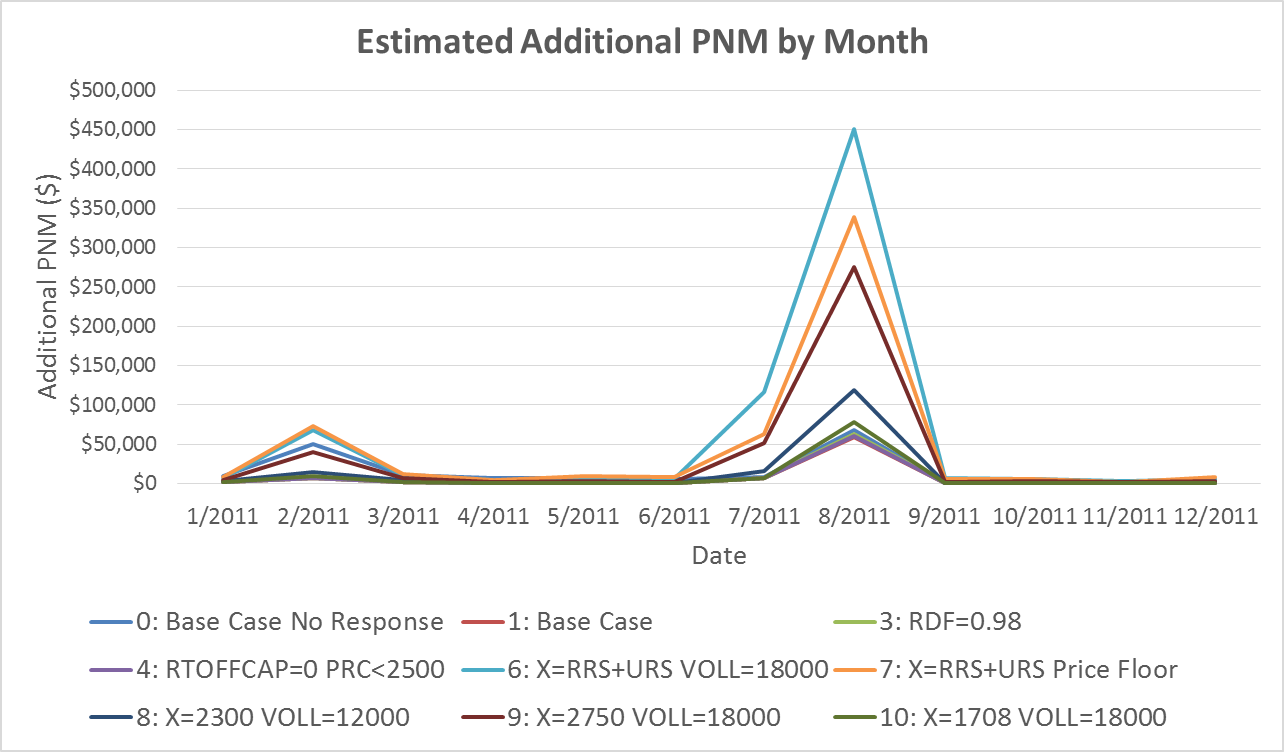 Estimated Additional PNM by Month
$500,000
$450,000
$400,000
$350,000
$300,000
$250,000
$200,000
$150,000
$100,000
$50,000
$0
Additional PNM ($)
1/2011 2/2011 3/2011 4/2011 5/2011 6/2011 7/2011 8/2011 9/2011 10/2011 11/2011 12/2011
Date
0: Base Case No Response 1: Base Case 3: RDF=0.98
4: RTOFFCAP=0 PRC<2500 6: X=RRS+URS VOLL=18000 7: X=RRS+URS Price Floor
8: X=2300 VOLL=12000 9: X=2750 VOLL=18000 10: X=1708 VOLL=18000